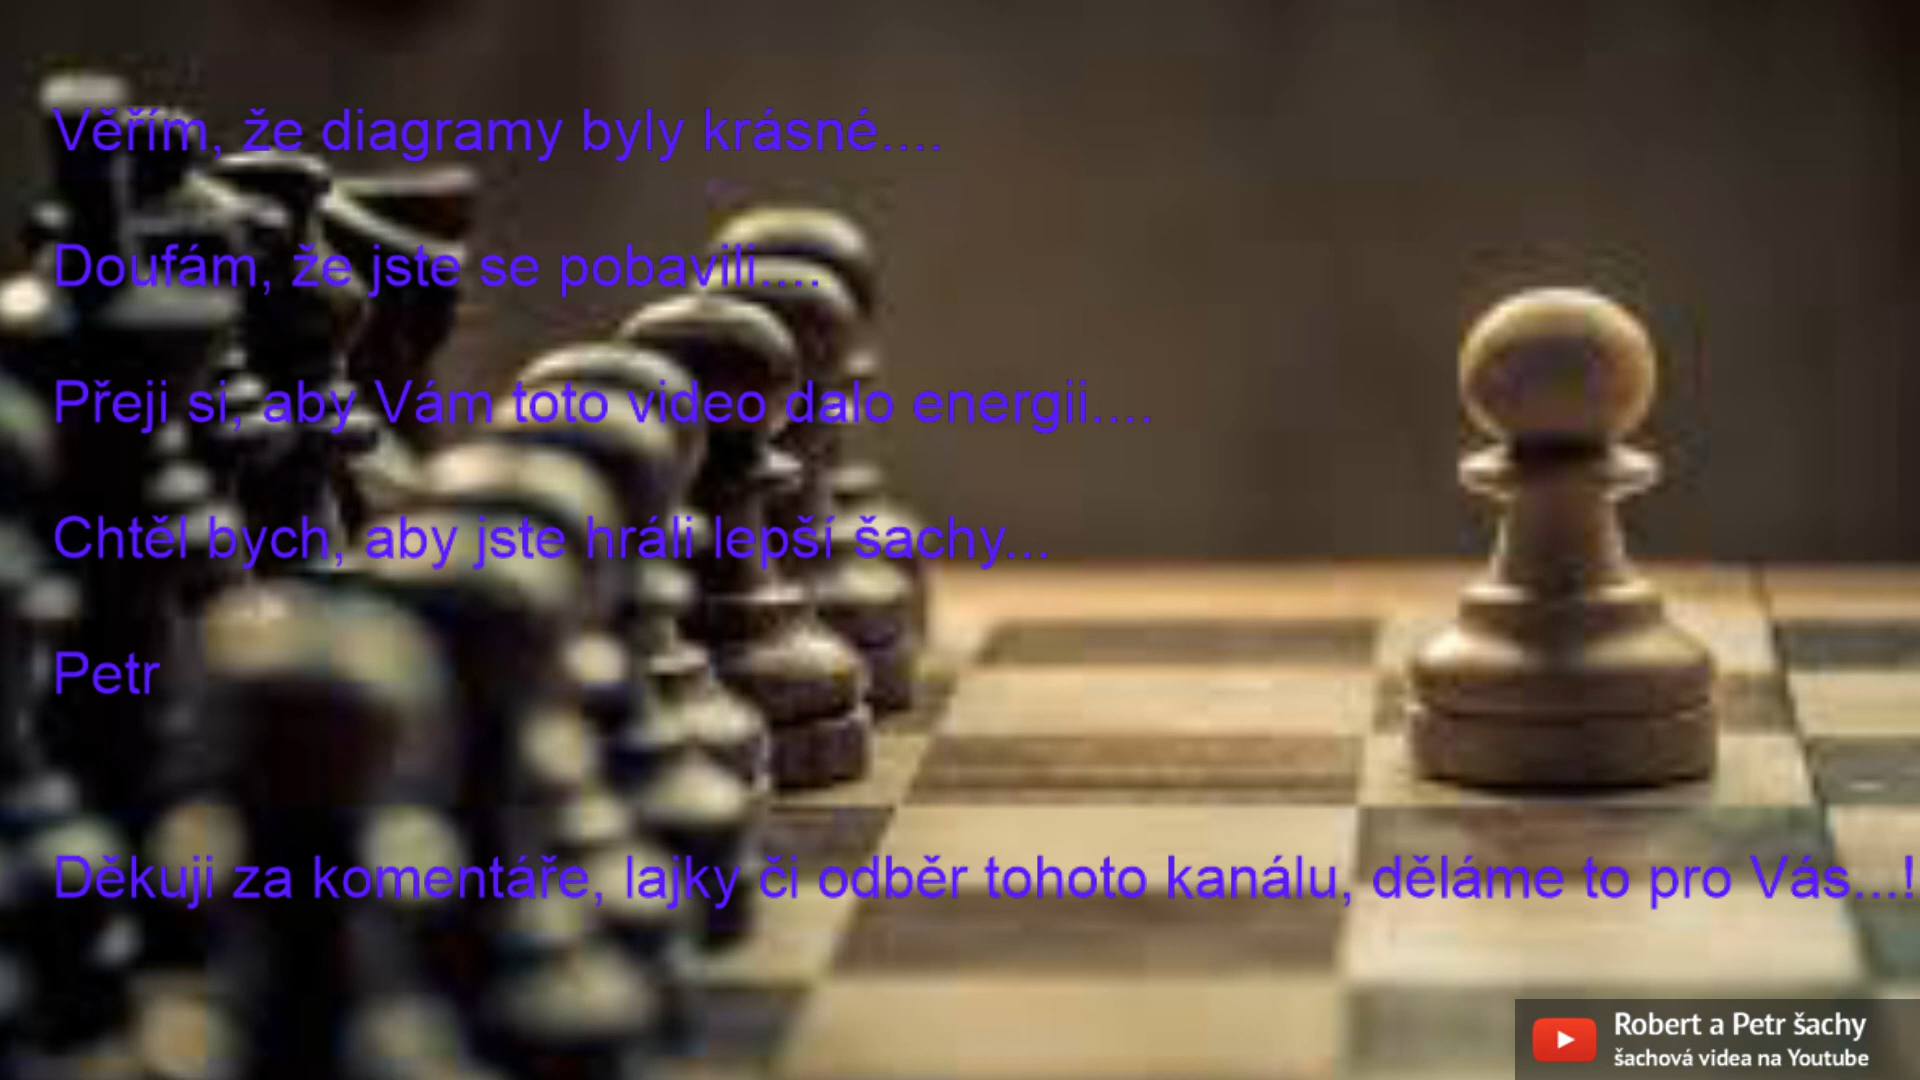 Věřím, že diagramy byly krásné....
Doufám, že jste se pobavili....
Přeji si, aby Vám toto video dalo energii....
Chtěl bych, aby jste hráli lepší šachy...
Petr
Děkuji za komentáře, lajky či odběr tohoto kanálu, děláme to pro Vás...!
Robert a Petr šachy
šachová videa na Youtube